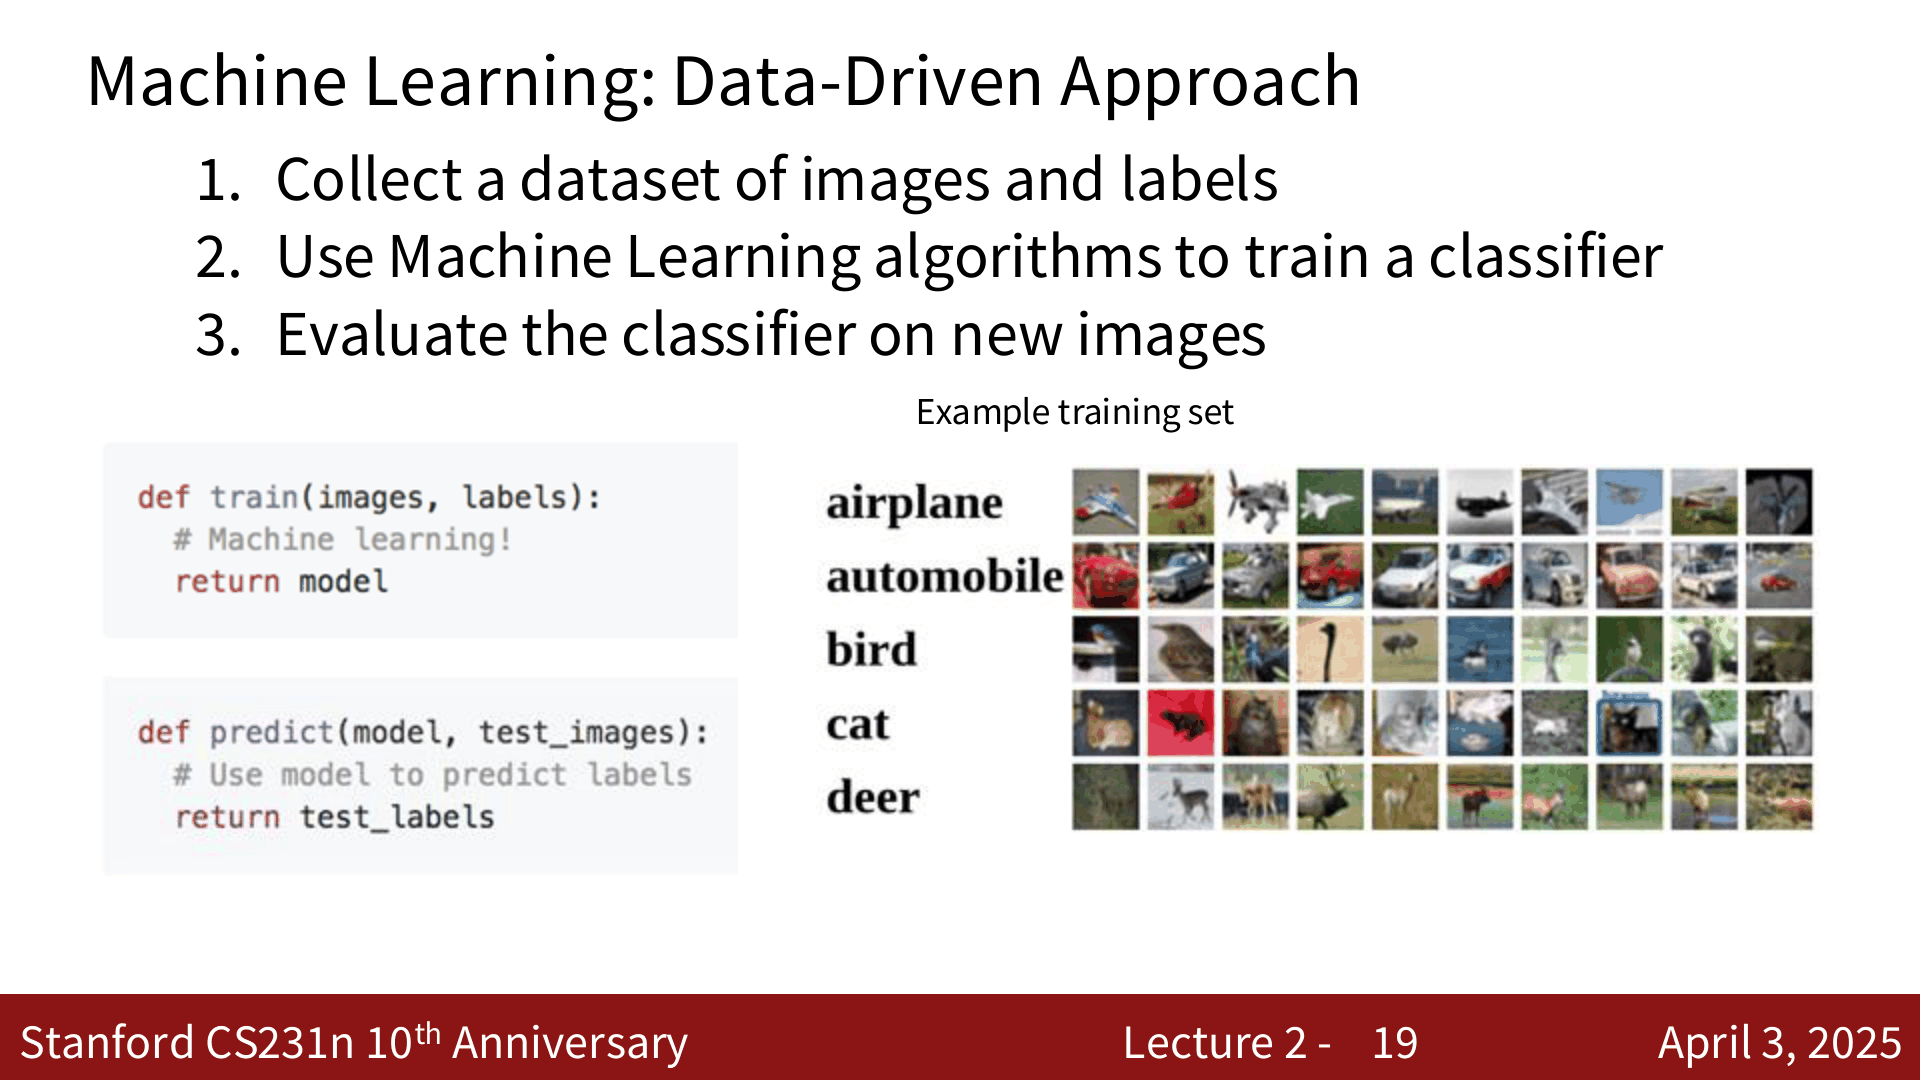 Machine Learning: Data-Driven Approach
1. Collect a dataset of images and labels
2. Use Machine Learning algorithms to train a classifier
3. Evaluate the classifier on new images
Example training set
def train(images, labels):
# Machine learning!
return model
def predict(model, test_images):
# Use model to predict labels
return test_labels
airplane
automobile
bird
cat
deer
Stanford CS231n 10th Anniversary
Lecture 2 - 19
April 3, 2025